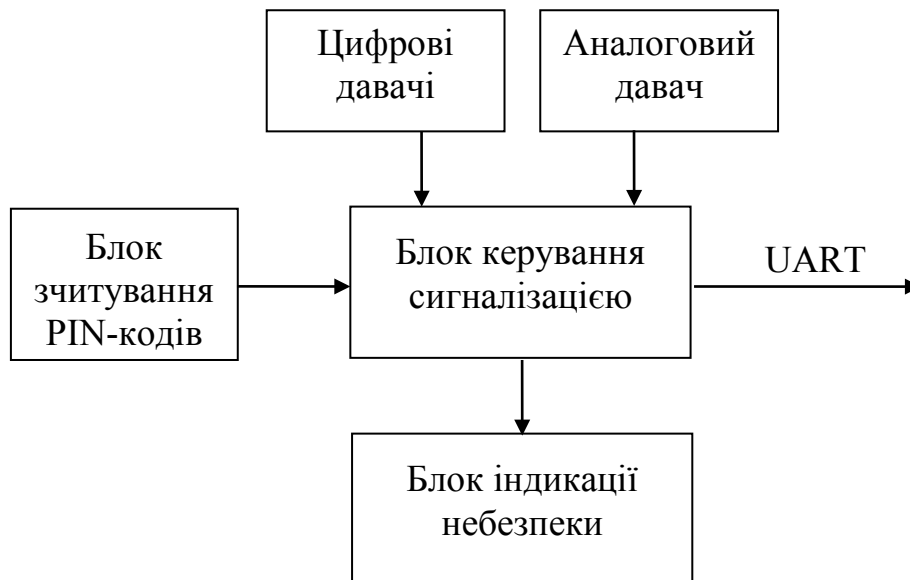 Цифрові
давачі
Аналоговий
давач
Блок
зчитування
PIN-кодів
Блок керування
сигналізацією
UART
Блок індикації
небезпеки